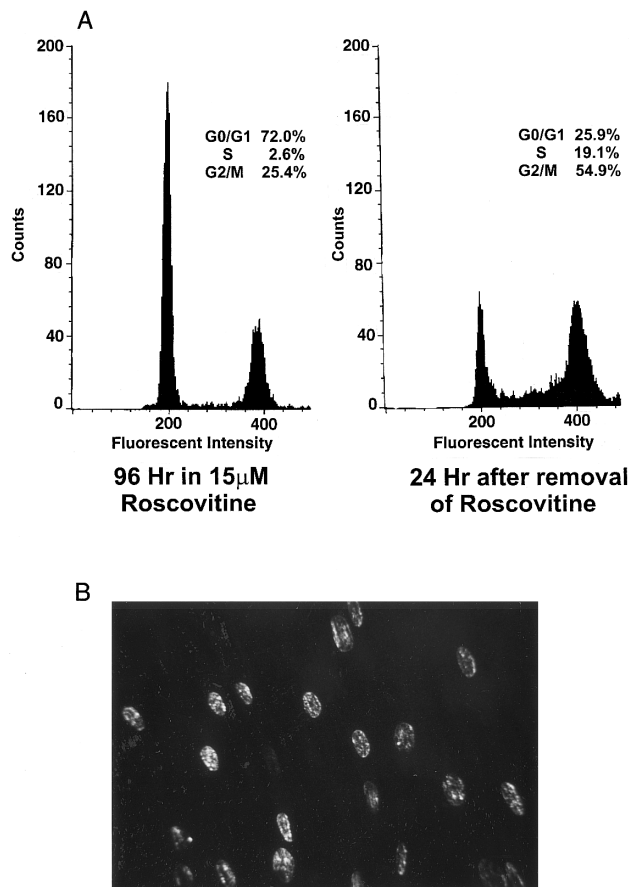 A
200
160
120
80
40
0
Counts
G0/G1 72.0%
S 2.6%
G2/M 25.4%
200 400
Fluorescent Intensity
96 Hr in 15µM
Roscovitine
200
160
120
80
40
0
Counts
G0/G1 25.9%
S 19.1%
G2/M 54.9%
200 400
Fluorescent Intensity
24 Hr after removal
of Roscovitine
B